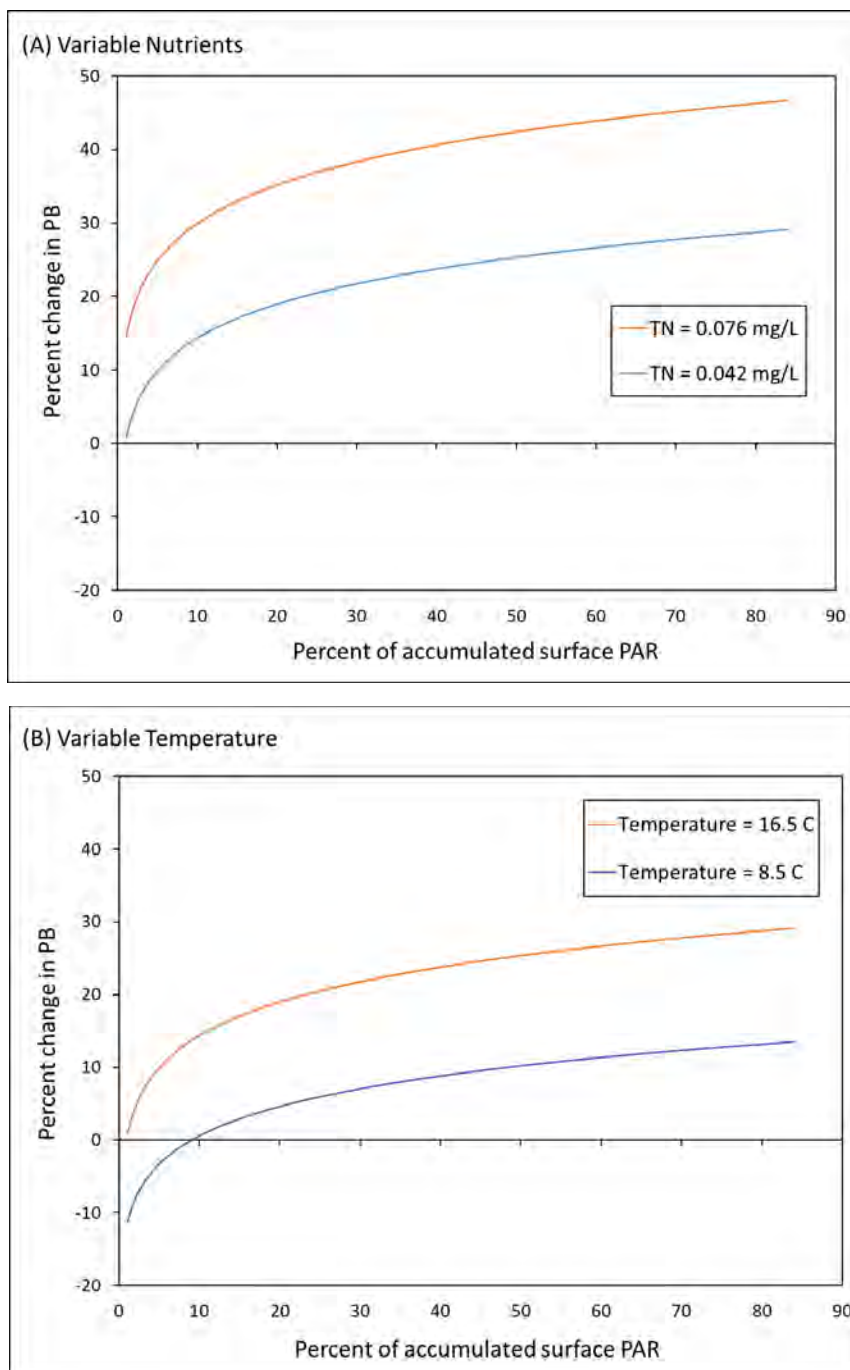 (A) Variable Nutrients
50
40
30
20
10
0
-10
-20
Percent change in PB
TN = 0.076 mg/L
TN = 0.042 mg/L
0 10 20 30 40 50 60 70 80 90
Percent of accumulated surface PAR
(B) Variable Temperature
50
40
30
20
10
0
-10
-20
Percent change in PB
Temperature = 16.5 C
Temperature = 8.5 C
0 10 20 30 40 50 60 70 80 90
Percent of accumulated surface PAR